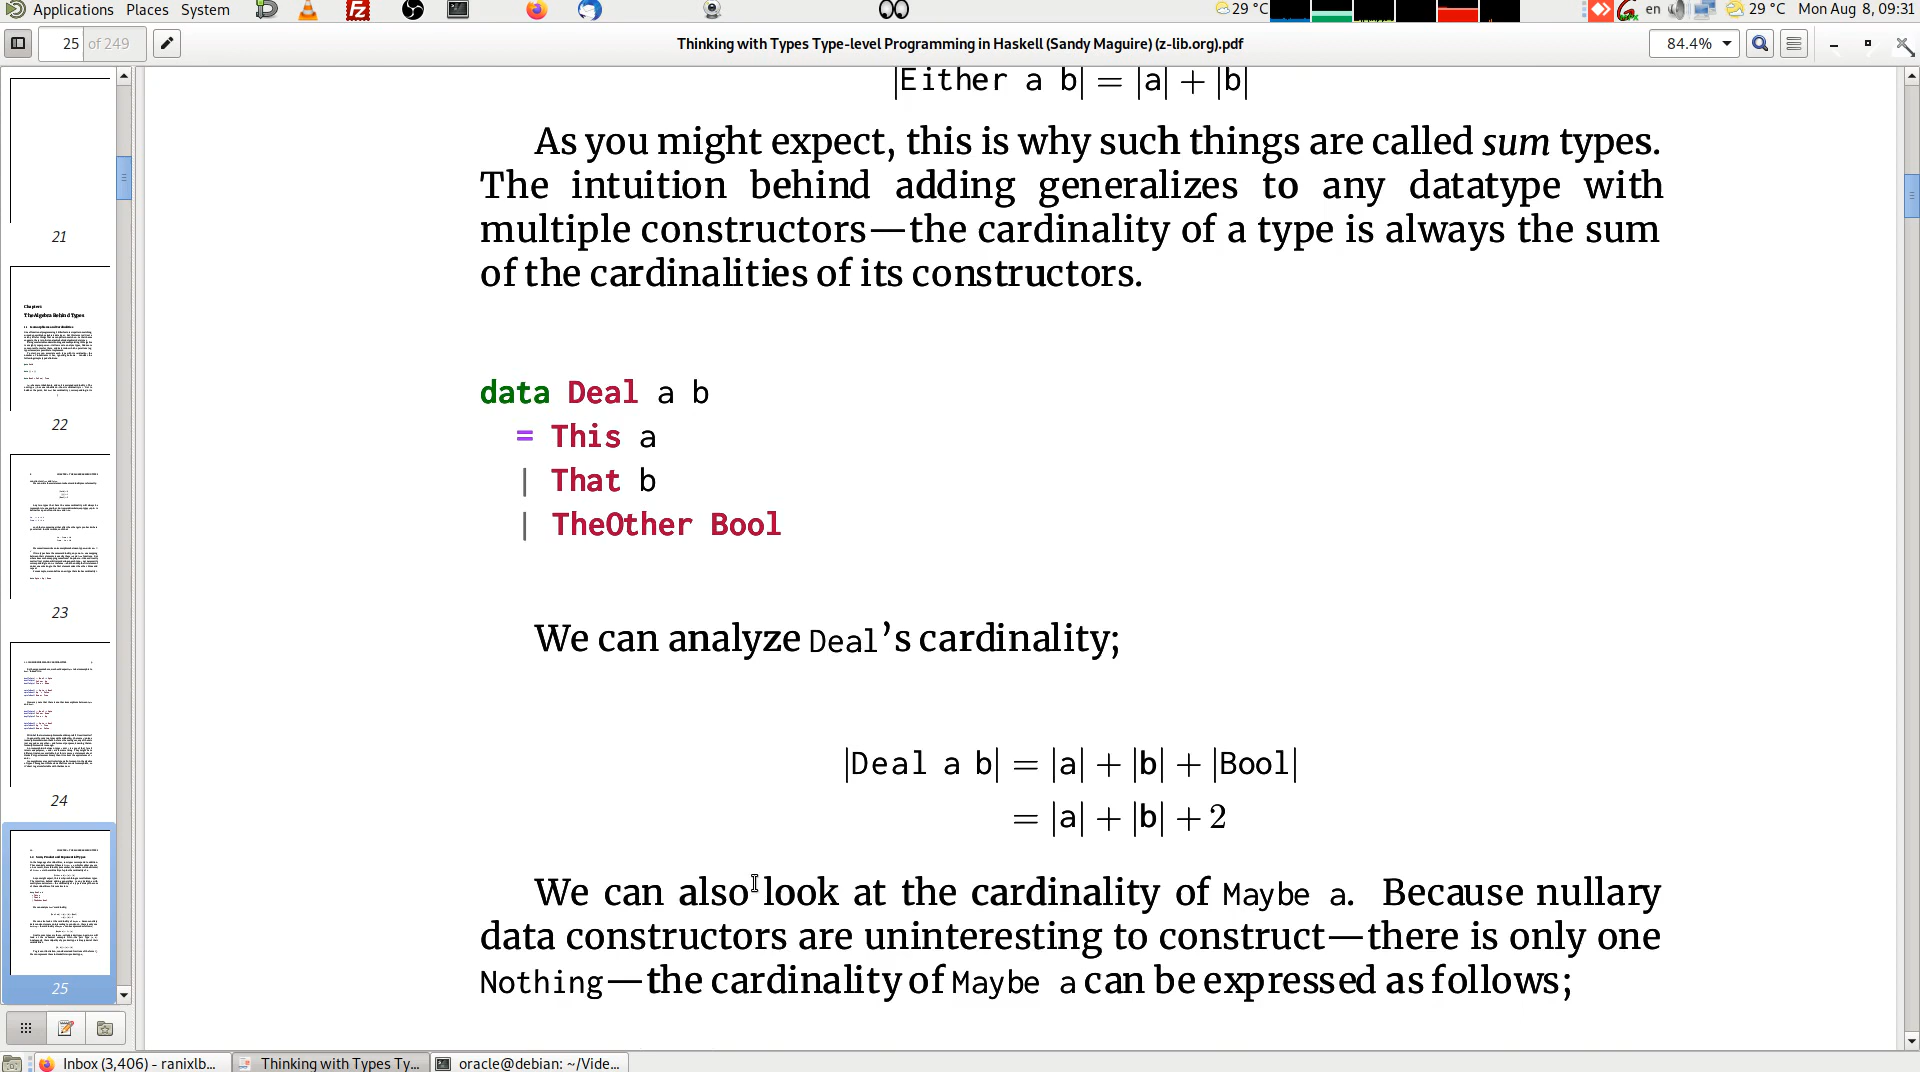 Applications Places System 29 °C en 29 °C Mon Aug 8, 09:31
25 of 249 Thinking with Types Type-level Programming in Haskell (Sandy Maguire) (z-lib.org).pdf 84.4%
21
Chapter 1
The Algebra Behind Types
22
23
24
25
|Either a b| = |a| + |b|
As you might expect, this is why such things are called sum types.
The intuition behind adding generalizes to any datatype with
multiple constructors—the cardinality of a type is always the sum
of the cardinalities of its constructors.
data Deal a b
= This a
| That b
| TheOther Bool
We can analyze Deal’s cardinality;
|Deal a b| = |a| + |b| + |Bool|
= |a| + |b| + 2
We can also look at the cardinality of Maybe a. Because nullary
data constructors are uninteresting to construct—there is only one
Nothing—the cardinality of Maybe a can be expressed as follows;
Inbox (3,406) - ranixlb... Thinking with Types Ty... oracle@debian: ~/Vide...